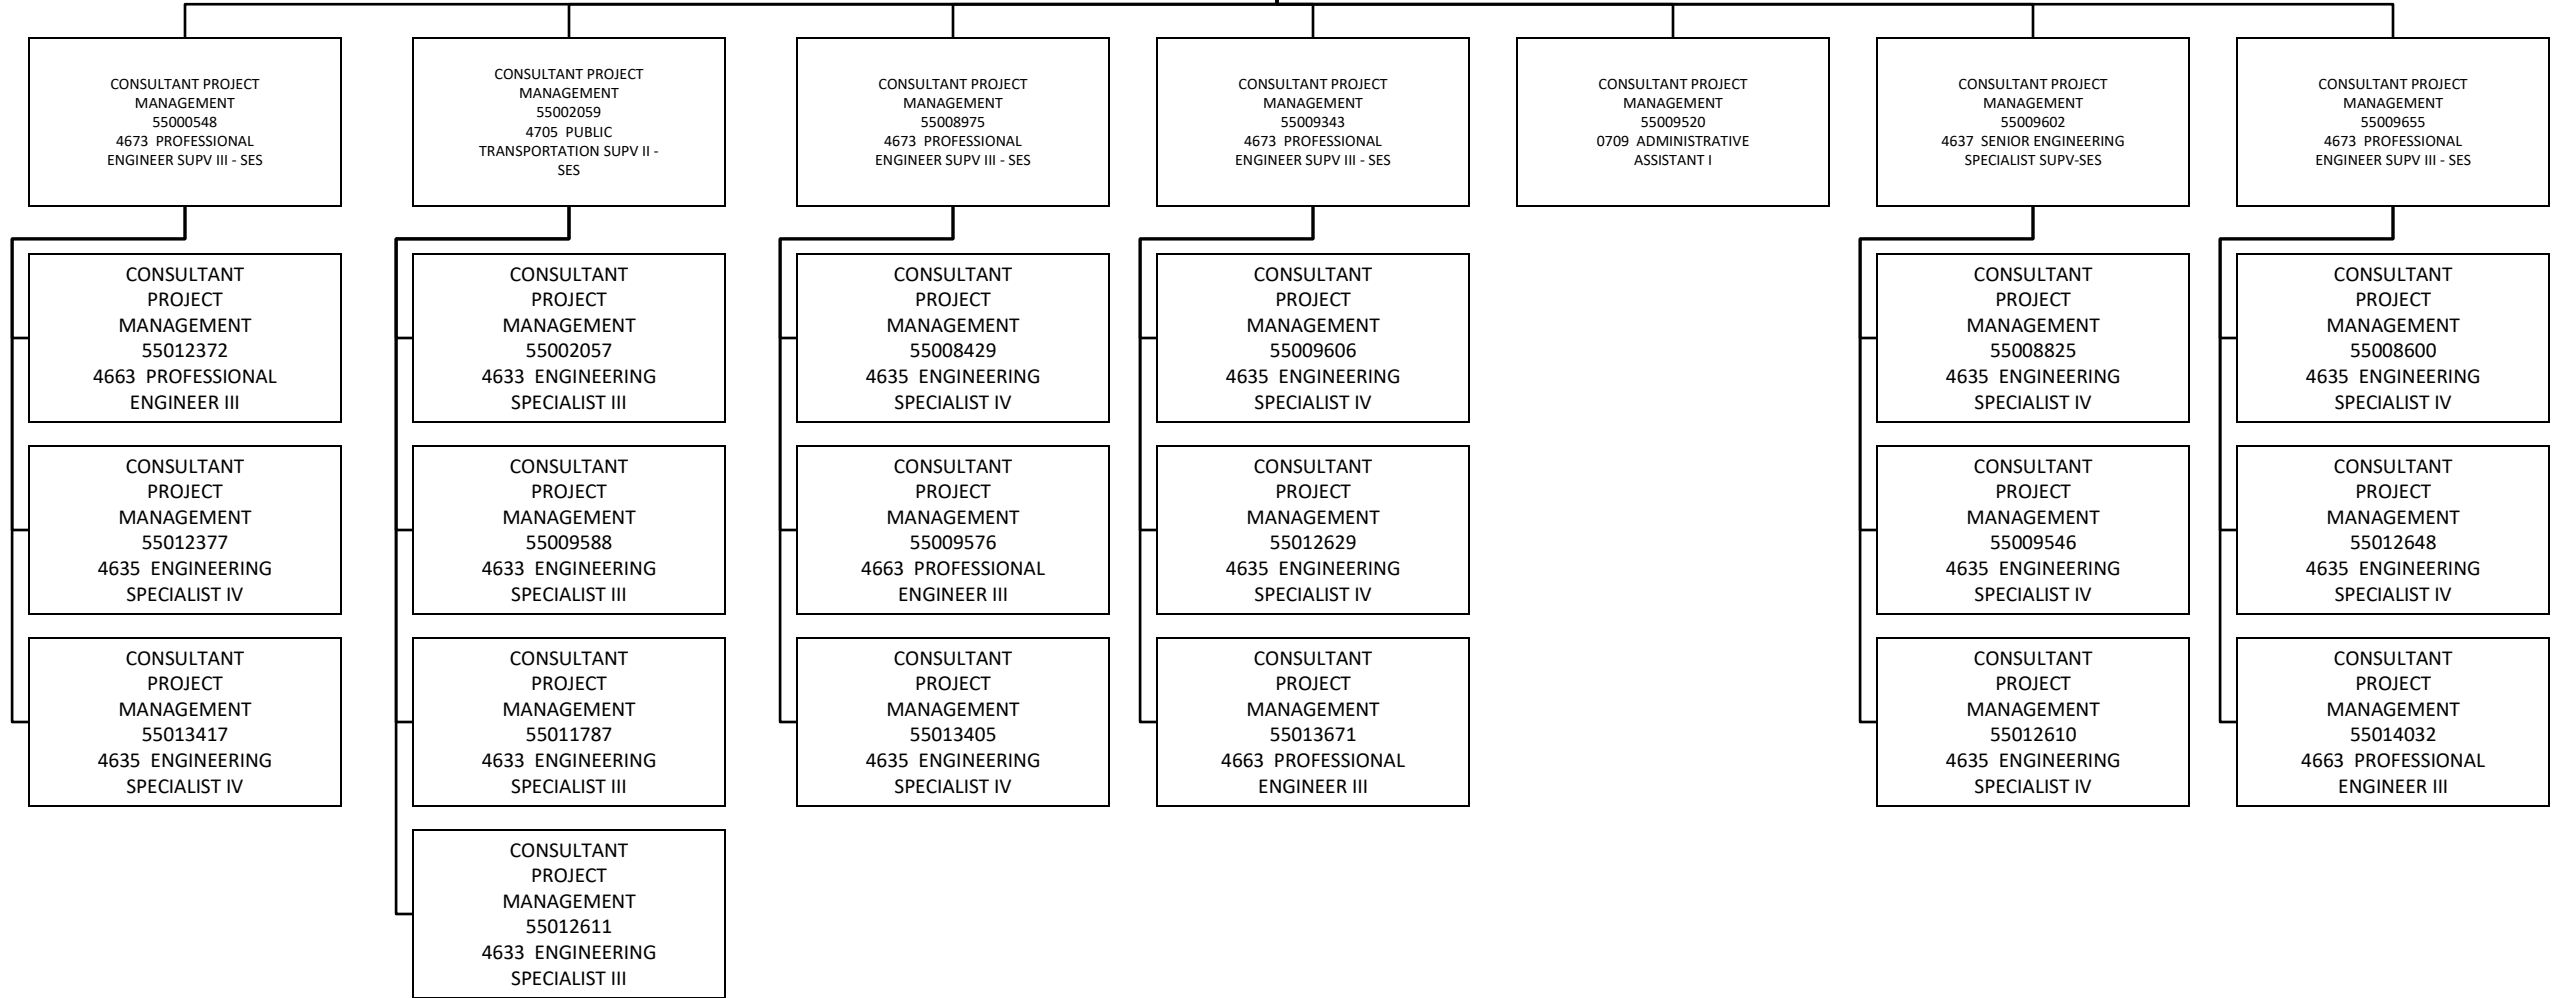 CONSULTANT PROJECT
MANAGEMENT
55000548
4673  PROFESSIONAL
ENGINEER SUPV III - SES
CONSULTANT PROJECT
MANAGEMENT
55002059
4705  PUBLIC
TRANSPORTATION SUPV II -
SES
CONSULTANT PROJECT
MANAGEMENT
55008975
4673  PROFESSIONAL
ENGINEER SUPV III - SES
CONSULTANT PROJECT
MANAGEMENT
55009343
4673  PROFESSIONAL
ENGINEER SUPV III - SES
CONSULTANT PROJECT
MANAGEMENT
55009520
0709  ADMINISTRATIVE
ASSISTANT I
CONSULTANT PROJECT
MANAGEMENT
55009602
4637  SENIOR ENGINEERING
SPECIALIST SUPV-SES
CONSULTANT PROJECT
MANAGEMENT
55009655
4673  PROFESSIONAL
ENGINEER SUPV III - SES
CONSULTANT
PROJECT
MANAGEMENT
55012372
4663  PROFESSIONAL
ENGINEER III
CONSULTANT
PROJECT
MANAGEMENT
55002057
4633  ENGINEERING
SPECIALIST III
CONSULTANT
PROJECT
MANAGEMENT
55008429
4635  ENGINEERING
SPECIALIST IV
CONSULTANT
PROJECT
MANAGEMENT
55009606
4635  ENGINEERING
SPECIALIST IV
CONSULTANT
PROJECT
MANAGEMENT
55008825
4635  ENGINEERING
SPECIALIST IV
CONSULTANT
PROJECT
MANAGEMENT
55008600
4635  ENGINEERING
SPECIALIST IV
CONSULTANT
PROJECT
MANAGEMENT
55012377
4635  ENGINEERING
SPECIALIST IV
CONSULTANT
PROJECT
MANAGEMENT
55009588
4633  ENGINEERING
SPECIALIST III
CONSULTANT
PROJECT
MANAGEMENT
55009576
4663  PROFESSIONAL
ENGINEER III
CONSULTANT
PROJECT
MANAGEMENT
55012629
4635  ENGINEERING
SPECIALIST IV
CONSULTANT
PROJECT
MANAGEMENT
55009546
4635  ENGINEERING
SPECIALIST IV
CONSULTANT
PROJECT
MANAGEMENT
55012648
4635  ENGINEERING
SPECIALIST IV
CONSULTANT
PROJECT
MANAGEMENT
55013417
4635  ENGINEERING
SPECIALIST IV
CONSULTANT
PROJECT
MANAGEMENT
55011787
4633  ENGINEERING
SPECIALIST III
CONSULTANT
PROJECT
MANAGEMENT
55013405
4635  ENGINEERING
SPECIALIST IV
CONSULTANT
PROJECT
MANAGEMENT
55013671
4663  PROFESSIONAL
ENGINEER III
CONSULTANT
PROJECT
MANAGEMENT
55012610
4635  ENGINEERING
SPECIALIST IV
CONSULTANT
PROJECT
MANAGEMENT
55014032
4663  PROFESSIONAL
ENGINEER III
CONSULTANT
PROJECT
MANAGEMENT
55012611
4633  ENGINEERING
SPECIALIST III